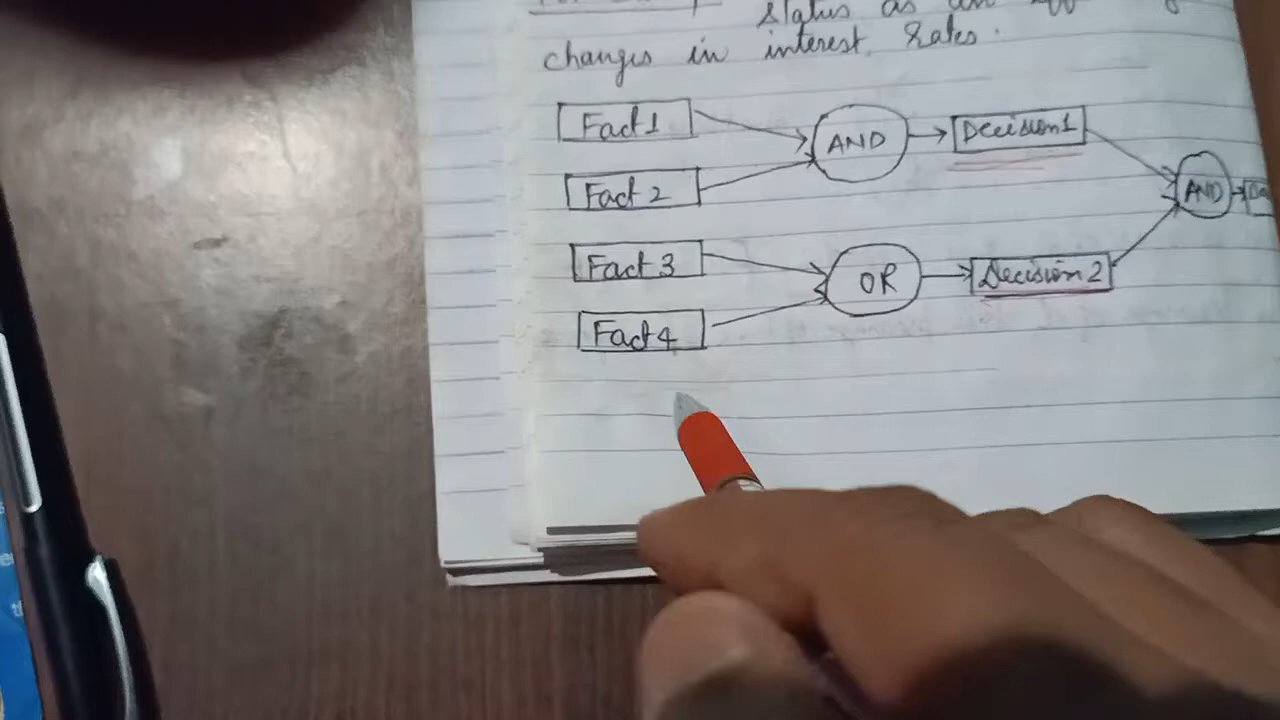 status as an
changes in interest rates.
Fact 1
AND
Decision 1
Fact 2
AND
Fact 3
OR
Decision 2
Fact 4